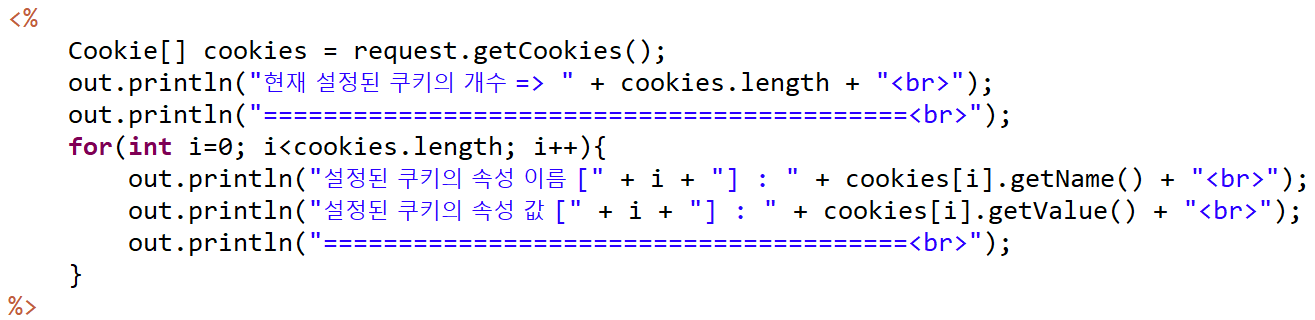 <%
Cookie[] cookies = request.getCookies();
out.println("현재 설정된 쿠키의 개수 => " + cookies.length + "<br>");
out.println("===========================================<br>");
for(int i=0; i<cookies.length; i++){
out.println("설정된 쿠키의 속성 이름 [" + i + "] : " + cookies[i].getName() + "<br>");
out.println("설정된 쿠키의 속성 값 [" + i + "] : " + cookies[i].getValue() + "<br>");
out.println("=======================================<br>");
}
%>